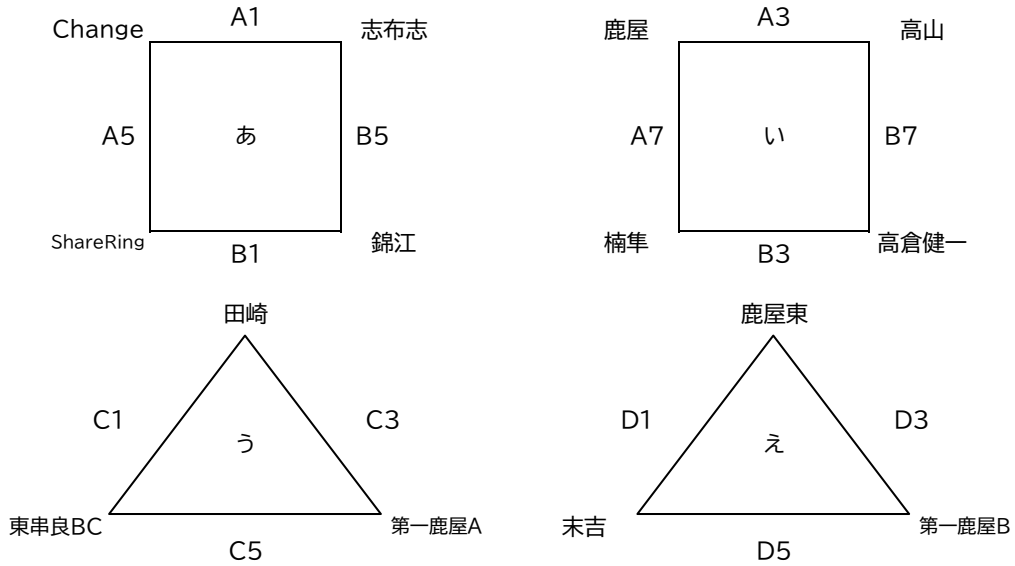 A1
Change
志布志
A5
あ
B5
ShareRing
錦江
B1
A3
鹿屋
高山
A7
い
B7
楠隼
高倉健一
B3
田崎
C1
う
C3
東串良BC
第一鹿屋A
C5
鹿屋東
D1
え
D3
末吉
第一鹿屋B
D5